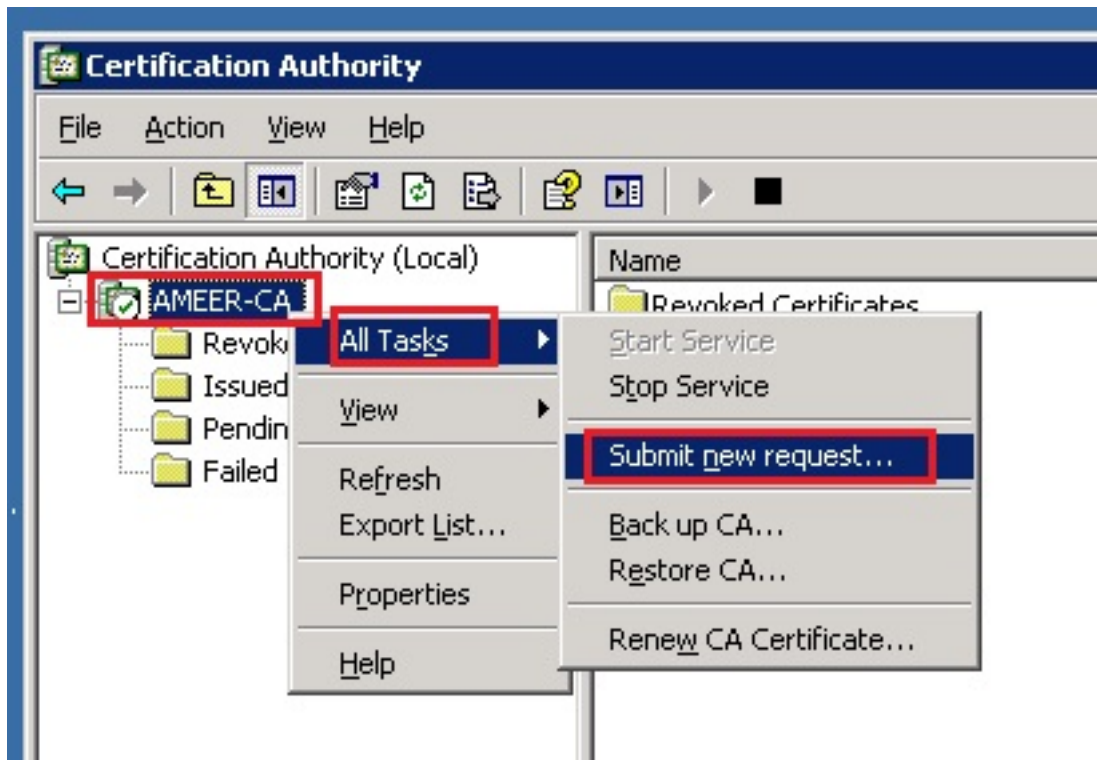 Certification Authority
File Action View Help
Certification Authority (Local)
AMEER-CA
Revok
Issued
Pendin
Failed
Name
Revoked Certificates
All Tasks
View
Refresh
Export List...
Properties
Help
Start Service
Stop Service
Submit new request...
Back up CA...
Restore CA...
Renew CA Certificate...